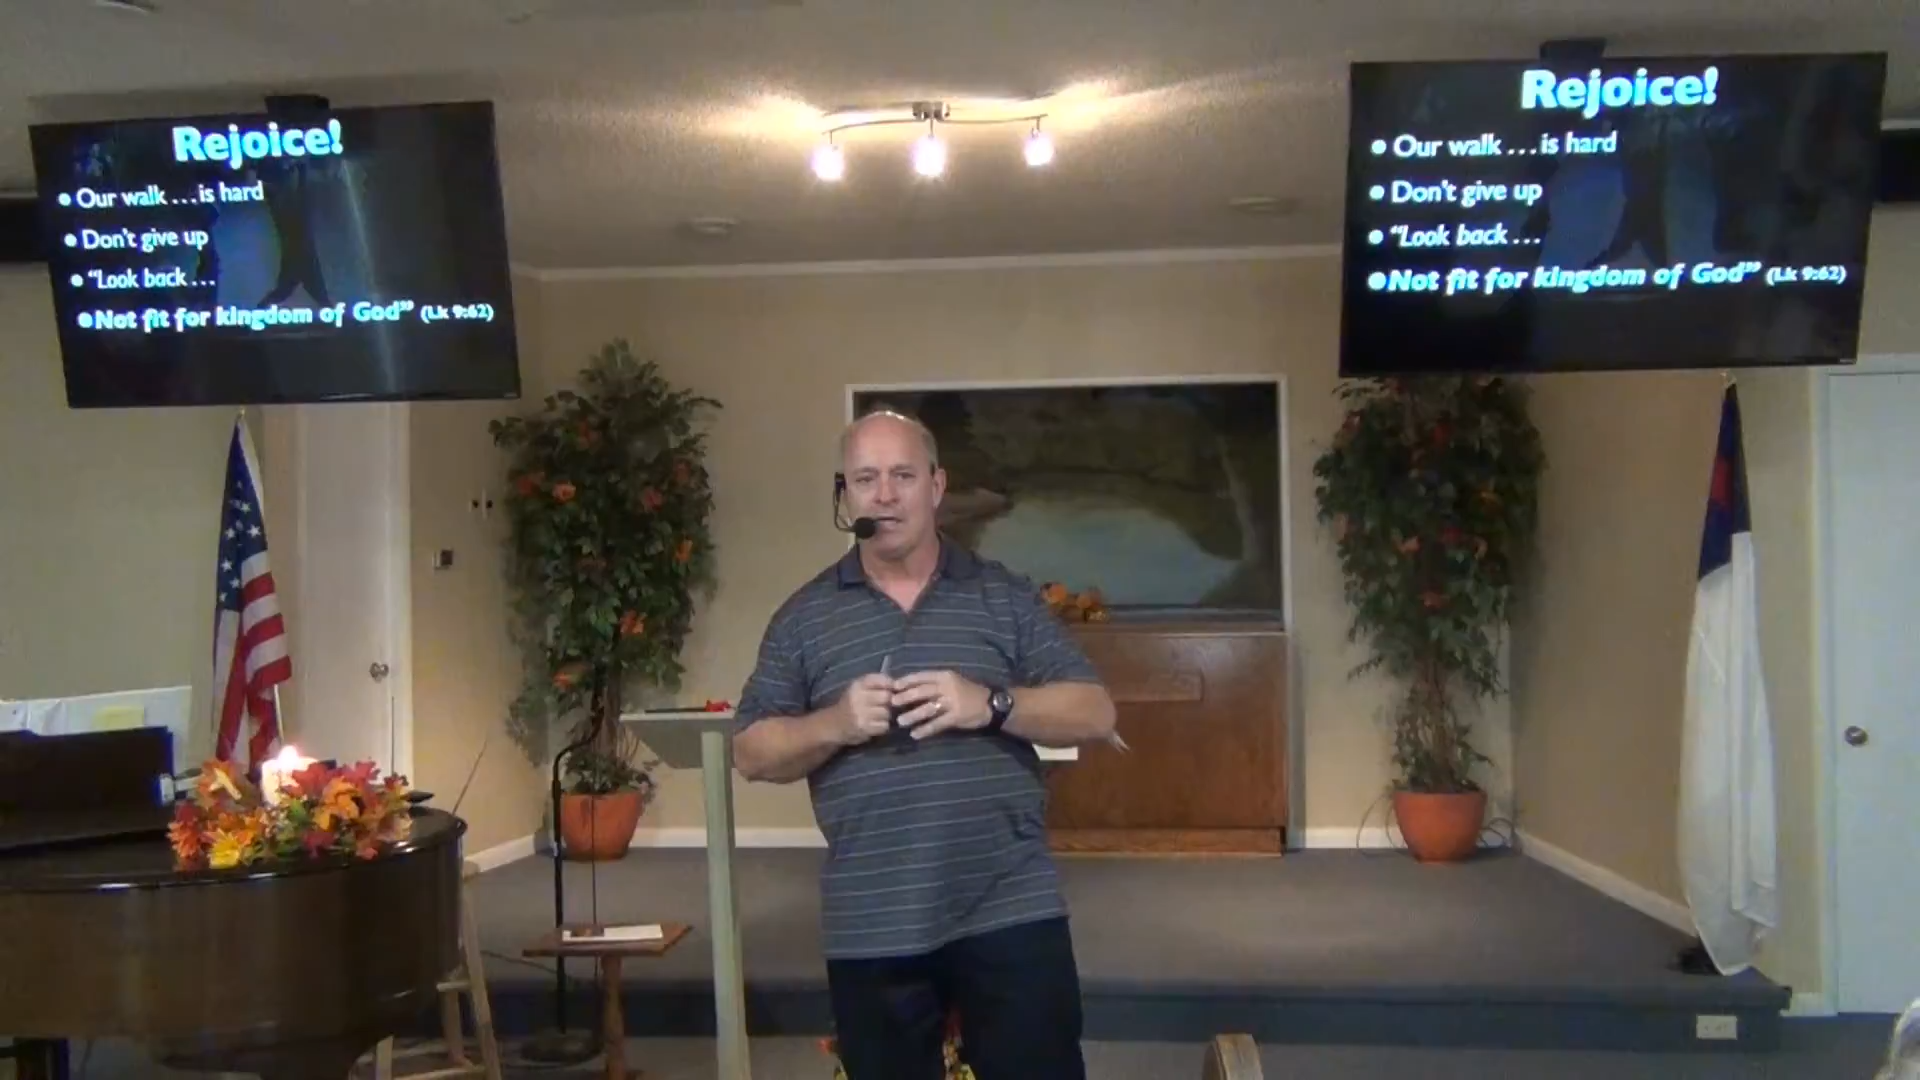 Rejoice!
• Our walk ... is hard
• Don't give up
• "Look back ...
• Not fit for kingdom of God" (Lk 9:62)
Rejoice!
• Our walk ... is hard
• Don't give up
• "Look back ...
• Not fit for kingdom of God" (Lk 9:62)